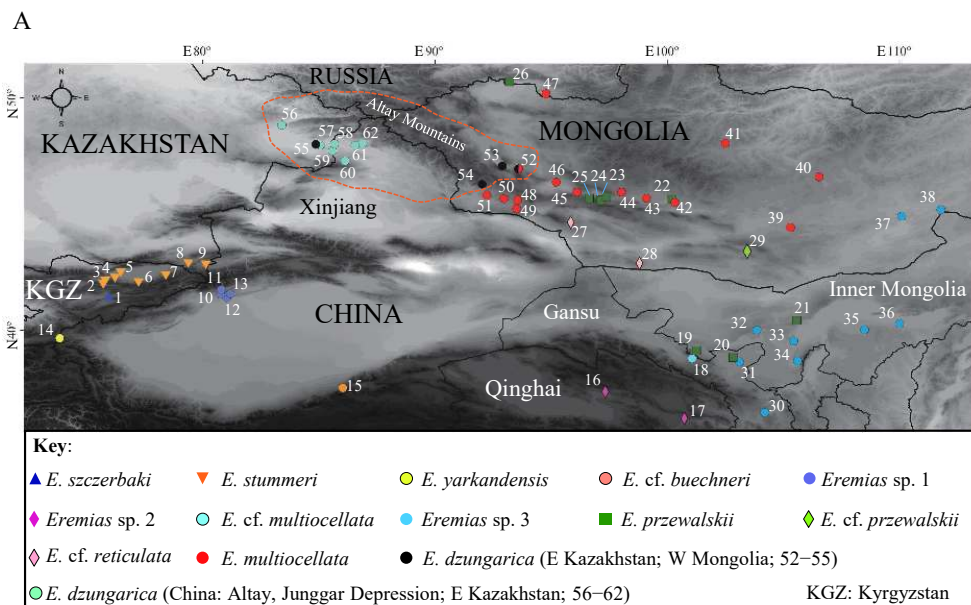 A
E80° E90° E100° E110°
N50°
N40°
N
W E
S
RUSSIA
KAZAKHSTAN
Altay Mountains
MONGOLIA
Xinjiang
KGZ
CHINA
Gansu
Inner Mongolia
Qinghai
26 47
56 57 58 62
55 59 61 60
41
53 52 54
46 25 24 23 22
40
50 48 51 49
45 44 43 42
38 37
39
27
28
29
8 9
34 5 6 7
2 1
11 13
10 12
14
15
16
17
21
32 33 35 36
19 20
18
31 34
30
Key:
E. szczerbaki E. stummeri E. yarkandensis E. cf. buechneri Eremias sp. 1
Eremias sp. 2 E. cf. multiocellata Eremias sp. 3 E. przewalskii E. cf. przewalskii
E. cf. reticulata E. multiocellata E. dzungarica (E Kazakhstan; W Mongolia; 52−55)
E. dzungarica (China: Altay, Junggar Depression; E Kazakhstan; 56−62) KGZ: Kyrgyzstan